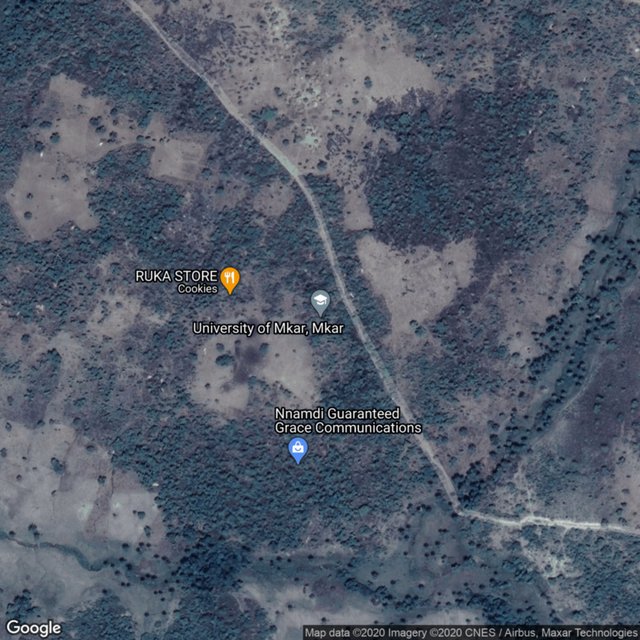 RUKA STORE
Cookies
University of Mkar, Mkar
Nnamdi Guaranteed
Grace Communications
Google
Map data ©2020 Imagery ©2020 CNES / Airbus, Maxar Technologies